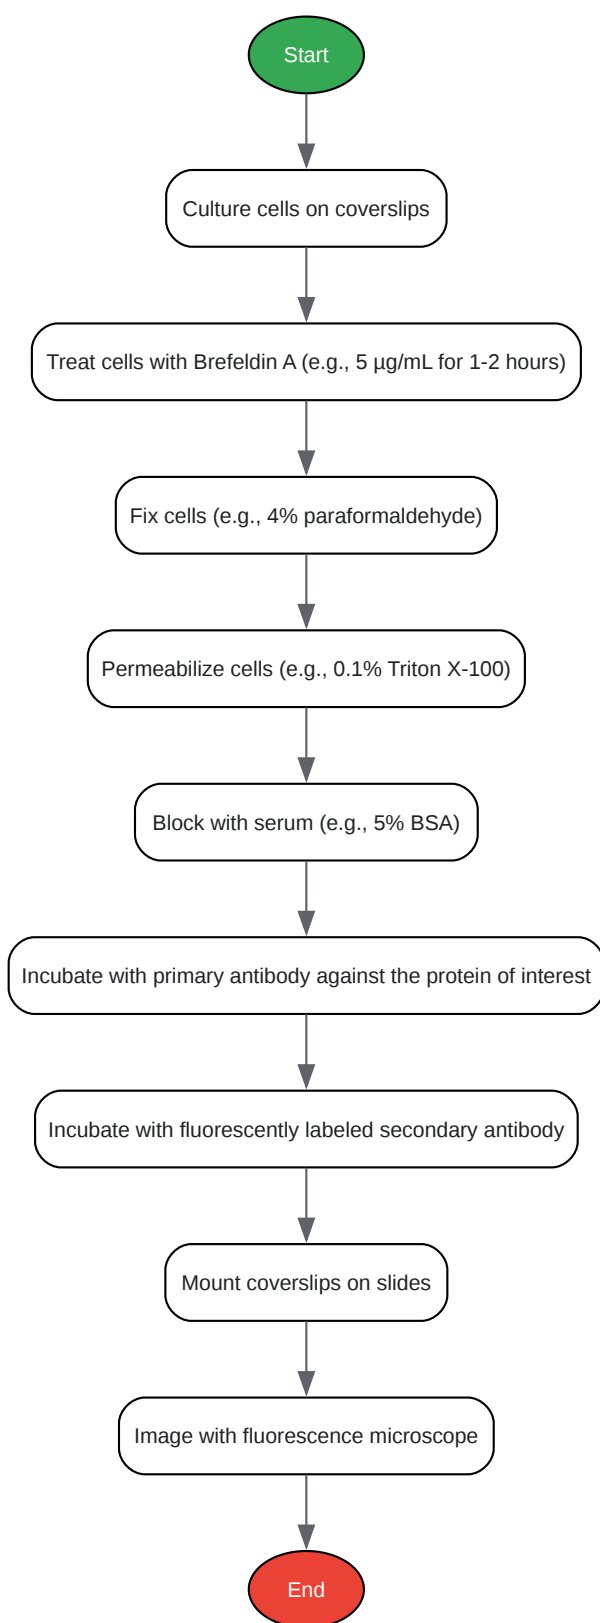 Start
Culture cells on coverslips
Treat cells with Brefeldin A (e.g., 5 µg/mL for 1-2 hours)
Fix cells (e.g., 4% paraformaldehyde)
Permeabilize cells (e.g., 0.1% Triton X-100)
Block with serum (e.g., 5% BSA)
Incubate with primary antibody against the protein of interest
Incubate with fluorescently labeled secondary antibody
Mount coverslips on slides
Image with fluorescence microscope
End